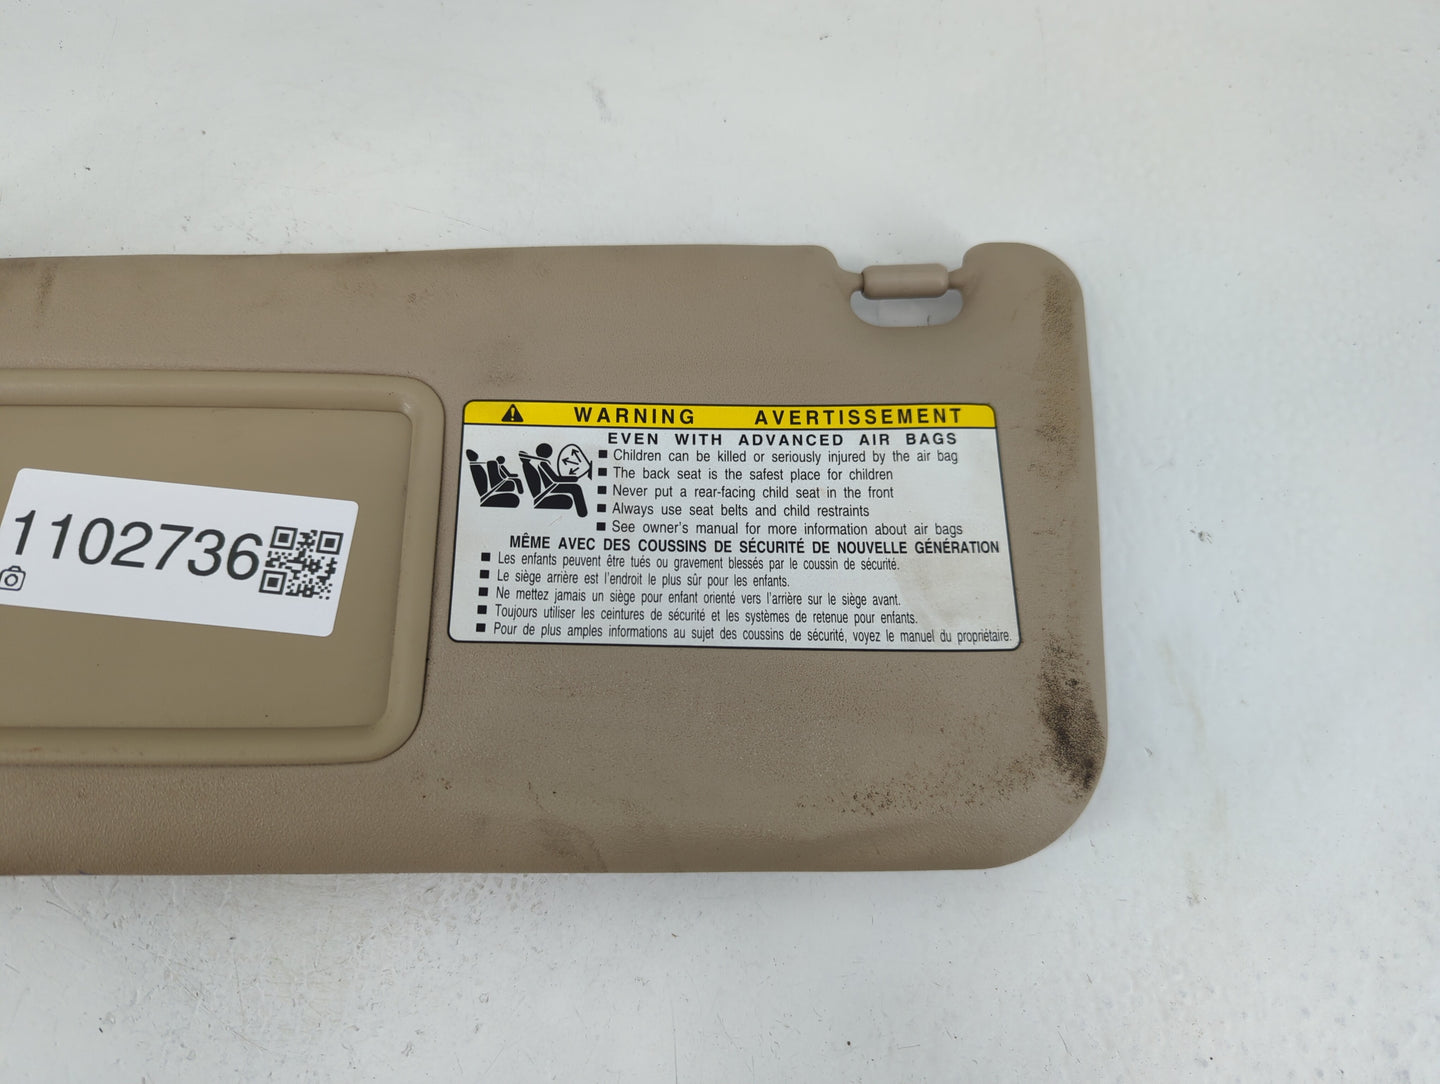 WARNING AVERTISSEMENT
EVEN WITH ADVANCED AIR BAGS
■ Children can be killed or seriously injured by the air bag
■ The back seat is the safest place for children
■ Never put a rear-facing child seat in the front
■ Always use seat belts and child restraints
■ See owner's manual for more information about air bags
MÊME AVEC DES COUSSINS DE SÉCURITÉ DE NOUVELLE GÉNÉRATION
■ Les enfants peuvent être tués ou gravement blessés par le coussin de sécurité.
■ Le siège arrière est l'endroit le plus sûr pour les enfants.
■ Ne mettez jamais un siège pour enfant orienté vers l'arrière sur le siège avant.
■ Toujours utiliser les ceintures de sécurité et les systèmes de retenue pour enfants.
■ Pour de plus amples informations au sujet des coussins de sécurité, voyez le manuel du propriétaire.
1102736